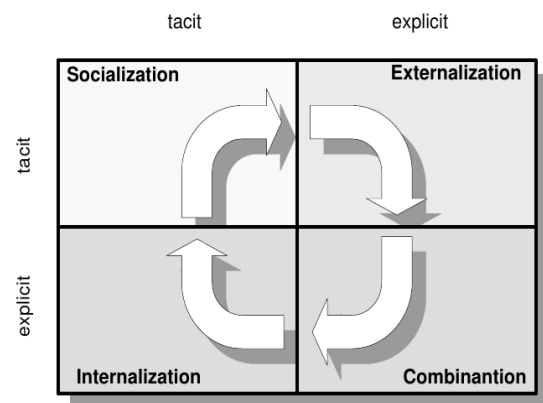 tacit
explicit
Socialization
Externalization
tacit
explicit
Internalization
Combinantion